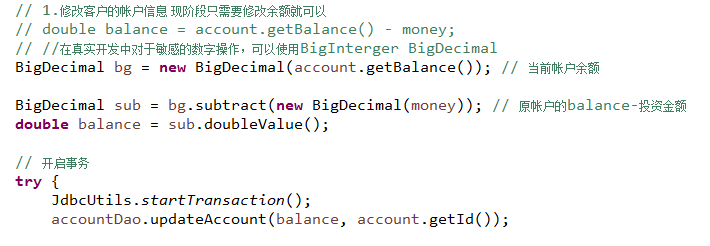 // 1.修改客户的帐户信息 现阶段只需要修改余额就可以
// double balance = account.getBalance() - money;
// //在真实开发中对于敏感的数字操作，可以使用BigInterger BigDecimal
BigDecimal bg = new BigDecimal(account.getBalance()); // 当前帐户余额
BigDecimal sub = bg.subtract(new BigDecimal(money)); // 原帐户的balance-投资金额
double balance = sub.doubleValue();
// 开启事务
try {
JdbcUtils.startTransaction();
accountDao.updateAccount(balance, account.getId());